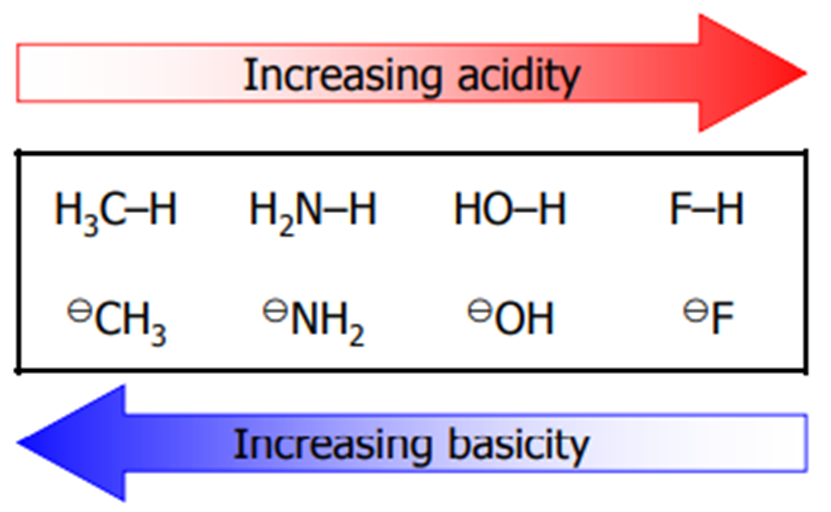 Increasing acidity
H₃C–H H₂N–H HO–H F–H
⊖CH₃ ⊖NH₂ ⊖OH ⊖F
Increasing basicity